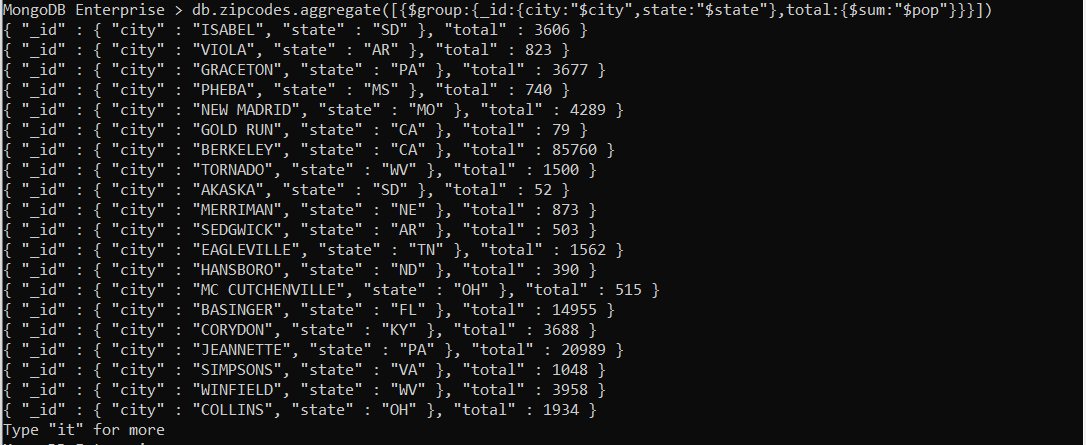 MongoDB Enterprise > db.zipcodes.aggregate([{$group:{_id:{city:"$city",state:"$state"},total:{$sum:"$pop"}}}])
{ "_id" : { "city" : "ISABEL", "state" : "SD" }, "total" : 3606 }
{ "_id" : { "city" : "VIOLA", "state" : "AR" }, "total" : 823 }
{ "_id" : { "city" : "GRACETON", "state" : "PA" }, "total" : 3677 }
{ "_id" : { "city" : "PHEBA", "state" : "MS" }, "total" : 740 }
{ "_id" : { "city" : "NEW MADRID", "state" : "MO" }, "total" : 4289 }
{ "_id" : { "city" : "GOLD RUN", "state" : "CA" }, "total" : 79 }
{ "_id" : { "city" : "BERKELEY", "state" : "CA" }, "total" : 85760 }
{ "_id" : { "city" : "TORNADO", "state" : "WV" }, "total" : 1500 }
{ "_id" : { "city" : "AKASKA", "state" : "SD" }, "total" : 52 }
{ "_id" : { "city" : "MERRIMAN", "state" : "NE" }, "total" : 873 }
{ "_id" : { "city" : "SEDGWICK", "state" : "AR" }, "total" : 503 }
{ "_id" : { "city" : "EAGLEVILLE", "state" : "TN" }, "total" : 1562 }
{ "_id" : { "city" : "HANSBORO", "state" : "ND" }, "total" : 390 }
{ "_id" : { "city" : "MC CUTCHENVILLE", "state" : "OH" }, "total" : 515 }
{ "_id" : { "city" : "BASINGER", "state" : "FL" }, "total" : 14955 }
{ "_id" : { "city" : "CORYDON", "state" : "KY" }, "total" : 3688 }
{ "_id" : { "city" : "JEANNETTE", "state" : "PA" }, "total" : 20989 }
{ "_id" : { "city" : "SIMPSONS", "state" : "VA" }, "total" : 1048 }
{ "_id" : { "city" : "WINFIELD", "state" : "WV" }, "total" : 3958 }
{ "_id" : { "city" : "COLLINS", "state" : "OH" }, "total" : 1934 }
Type "it" for more